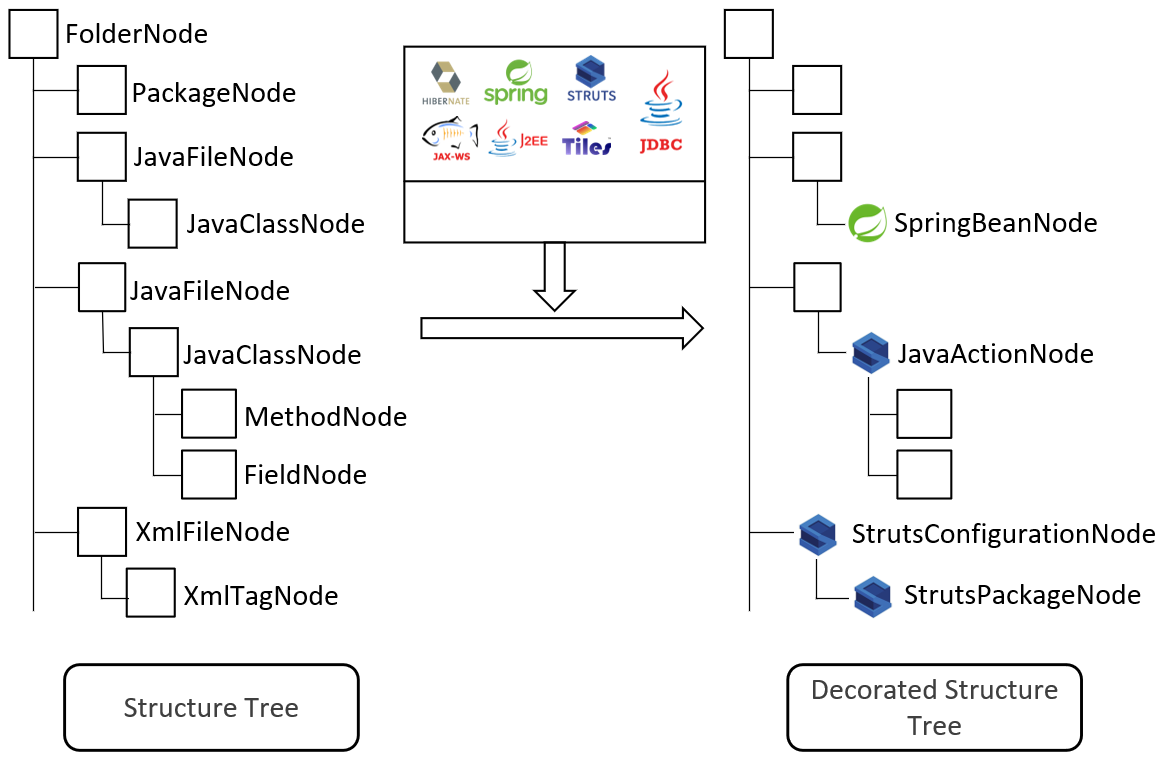 FolderNode
PackageNode
JavaFileNode
JavaClassNode
JavaFileNode
JavaClassNode
MethodNode
FieldNode
XmlFileNode
XmlTagNode
Structure Tree
HIBERNATE
spring
STRUTS
JAX-WS
J2EE
Tiles
JDBC
SpringBeanNode
JavaActionNode
StrutsConfigurationNode
StrutsPackageNode
Decorated Structure
Tree